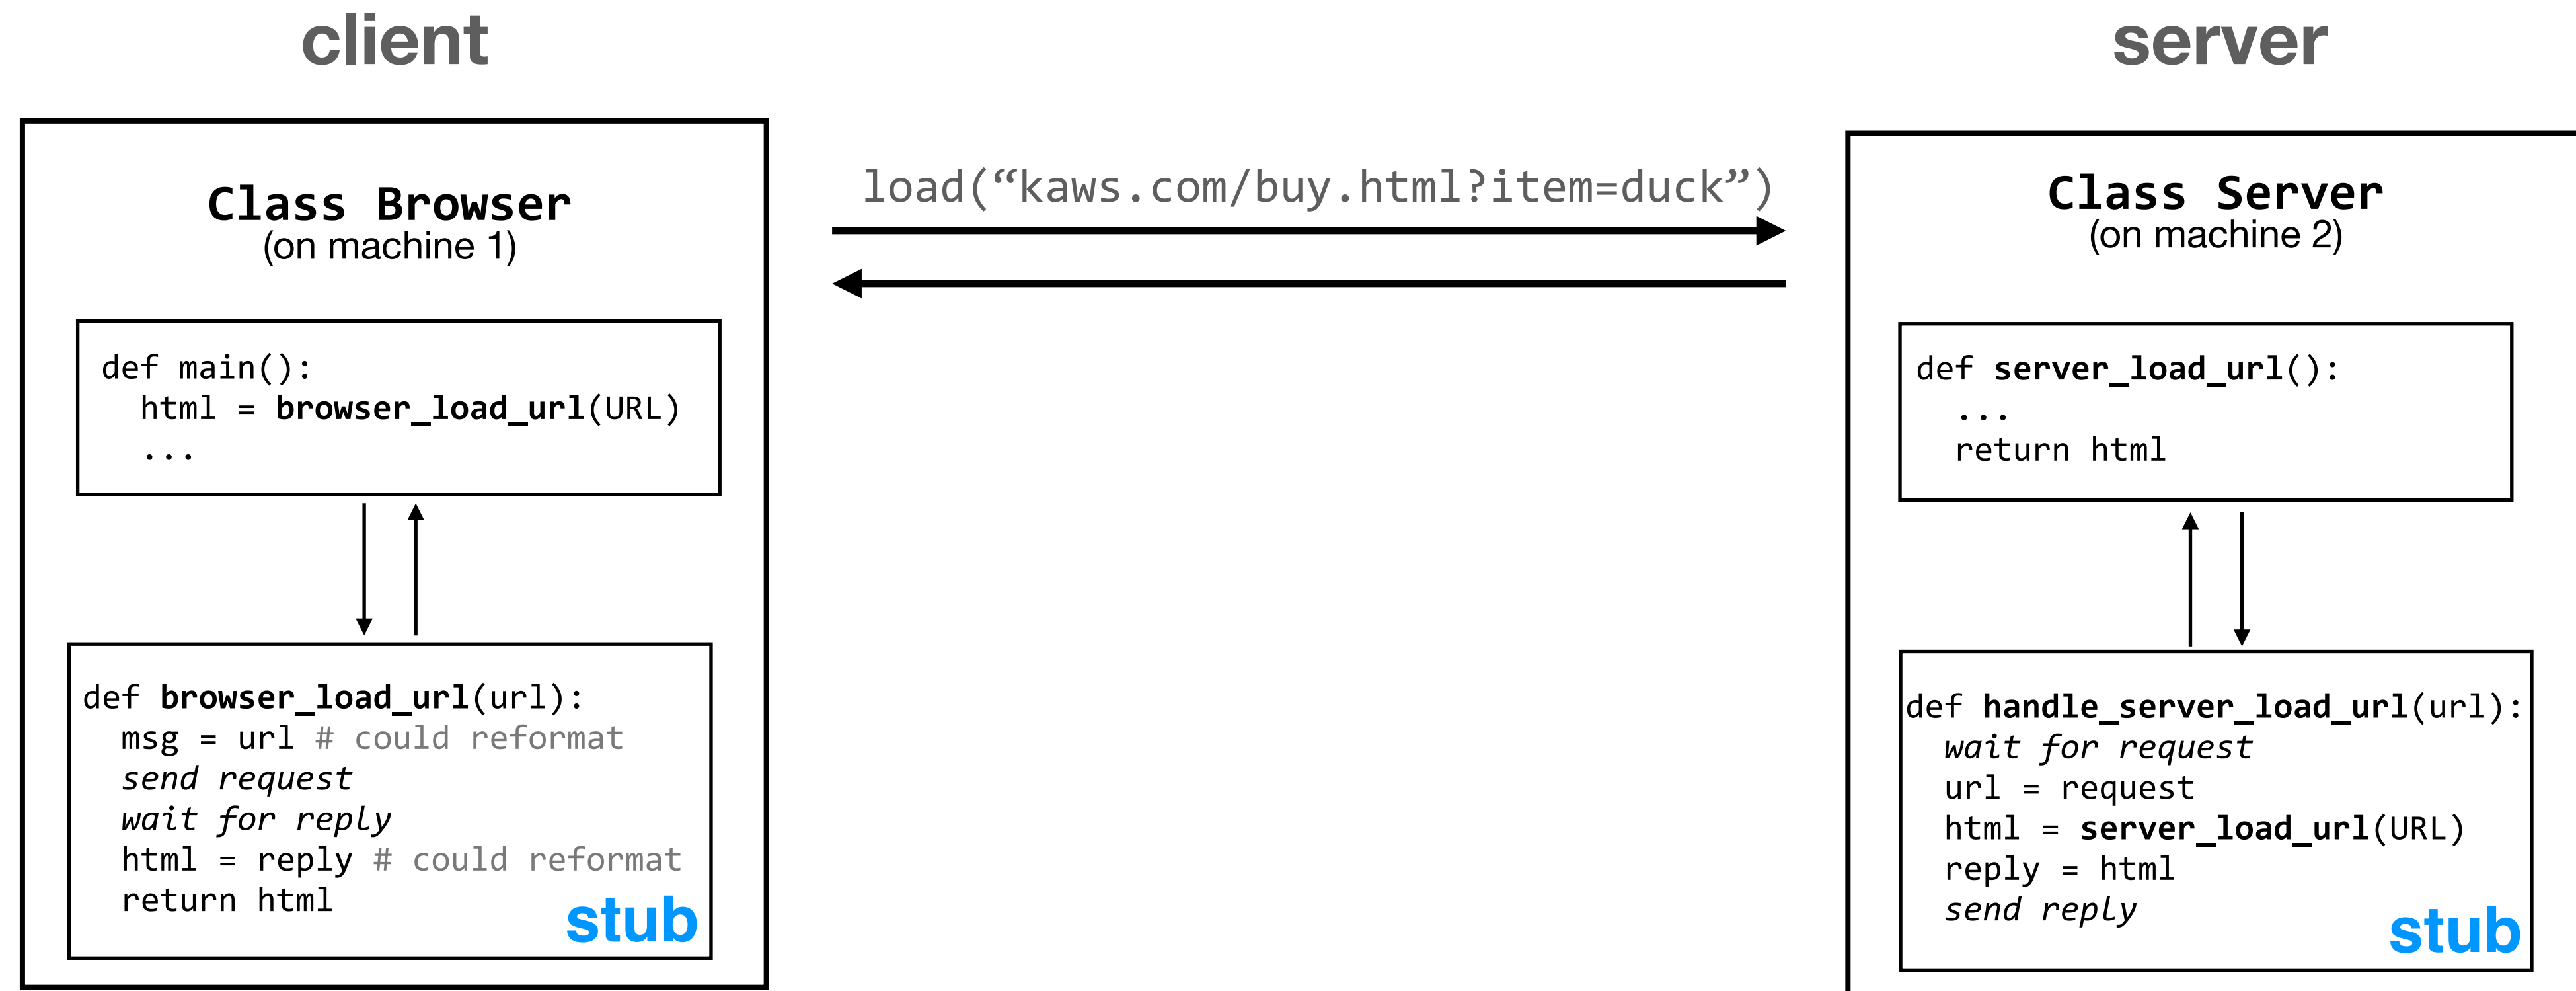 client
Class Browser
(on machine 1)
def main():
  html = browser_load_url(URL)
  ...
def browser_load_url(url):
  msg = url # could reformat
  send request
  wait for reply
  html = reply # could reformat
  return html
stub
load(“kaws.com/buy.html?item=duck”)
server
Class Server
(on machine 2)
def server_load_url():
  ...
  return html
def handle_server_load_url(url):
  wait for request
  url = request
  html = server_load_url(URL)
  reply = html
  send reply
stub